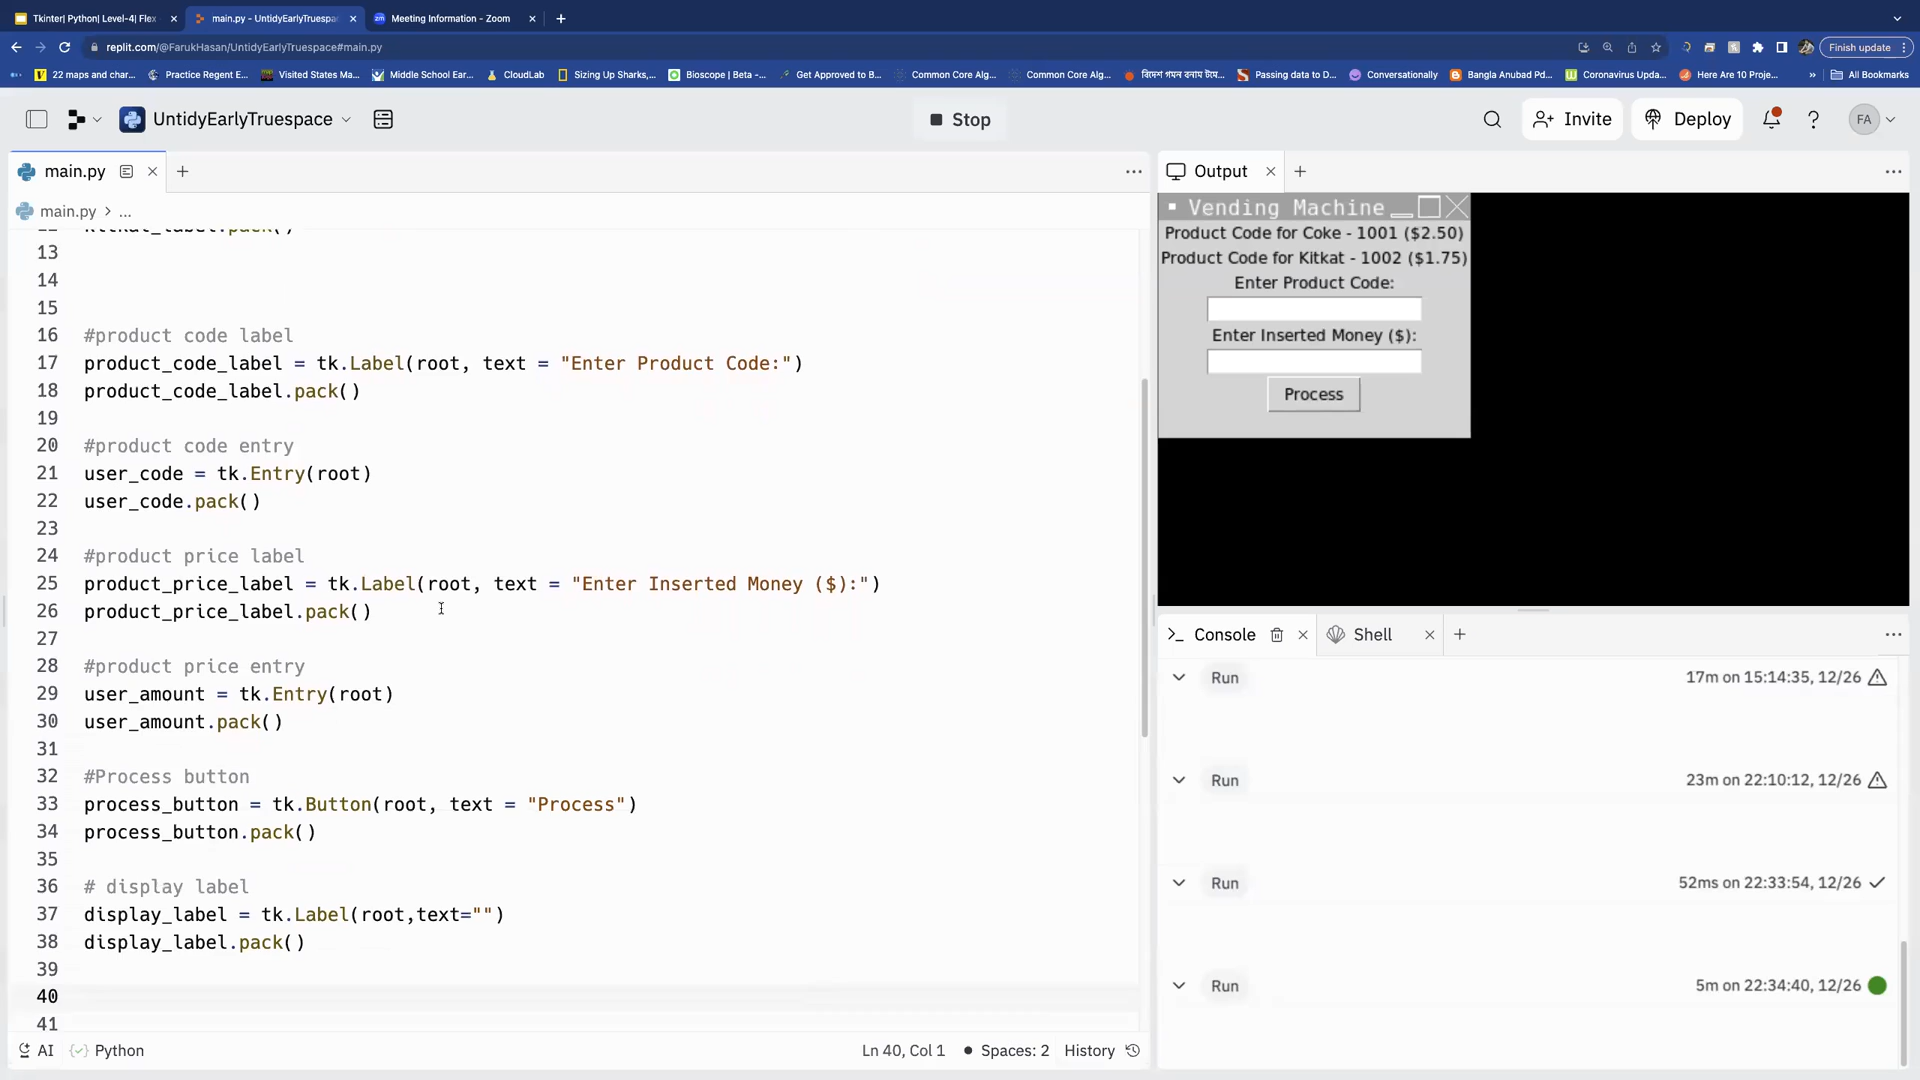 Tkinter| Python| Level-4| Flex
main.py - UntidyEarlyTruespac
Meeting Information - Zoom
replit.com/@FarukHasan/UntidyEarlyTruespace#main.py
Finish update
22 maps and char...
Practice Regent E...
Visited States Ma...
Middle School Ear...
CloudLab
Sizing Up Sharks,...
Bioscope | Beta -...
Get Approved to B...
Common Core Alg...
Common Core Alg...
Passing data to D...
Conversationally
Bangla Anubad Pd...
Coronavirus Upda...
Here Are 10 Proje...
»
All Bookmarks
UntidyEarlyTruespace
Stop
Invite
Deploy
FA
main.py
main.py > ...
12 kitkat_label.pack()
13
14
15
16 #product code label
17 product_code_label = tk.Label(root, text = "Enter Product Code:")
18 product_code_label.pack()
19
20 #product code entry
21 user_code = tk.Entry(root)
22 user_code.pack()
23
24 #product price label
25 product_price_label = tk.Label(root, text = "Enter Inserted Money ($):")
26 product_price_label.pack()
27
28 #product price entry
29 user_amount = tk.Entry(root)
30 user_amount.pack()
31
32 #Process button
33 process_button = tk.Button(root, text = "Process")
34 process_button.pack()
35
36 # display label
37 display_label = tk.Label(root,text="")
38 display_label.pack()
39
40
41
AI
Python
Ln 40, Col 1
Spaces: 2
History
Output
Vending Machine
Product Code for Coke - 1001 ($2.50)
Product Code for Kitkat - 1002 ($1.75)
Enter Product Code:
Enter Inserted Money ($):
Process
Console
Shell
Run
17m on 15:14:35, 12/26
Run
23m on 22:10:12, 12/26
Run
52ms on 22:33:54, 12/26
Run
5m on 22:34:40, 12/26